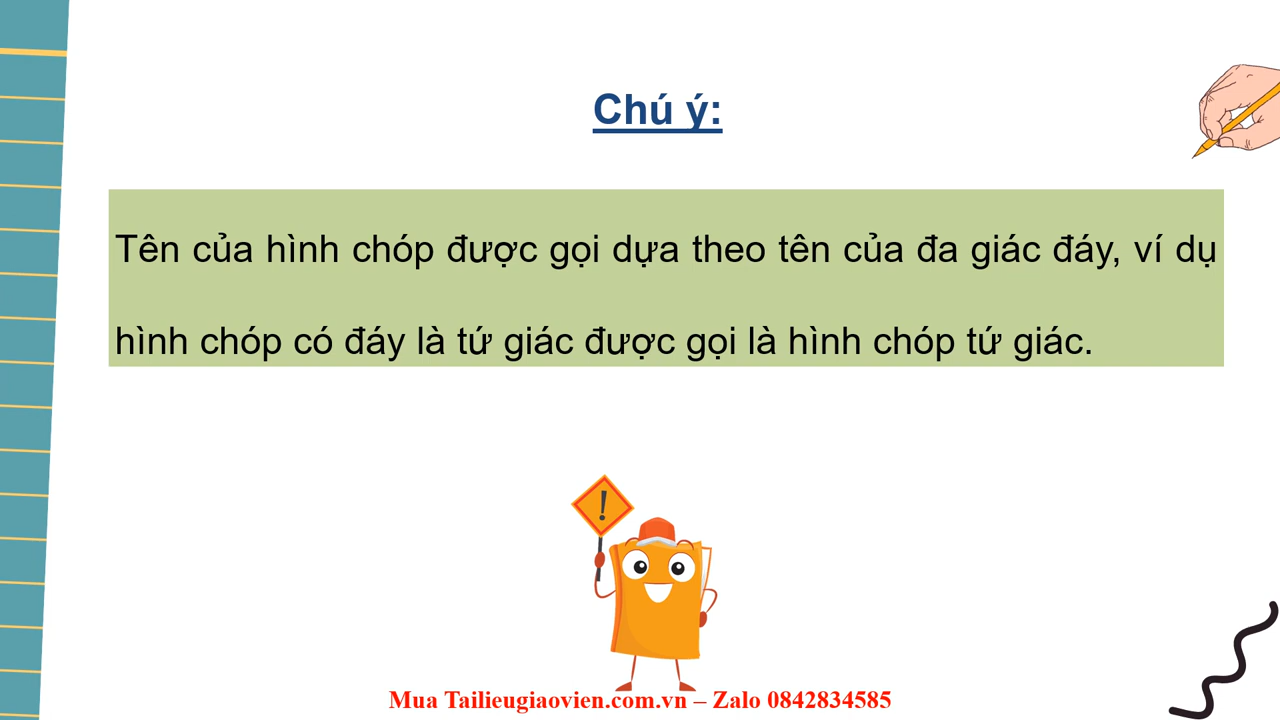 Chú ý:
Tên của hình chóp được gọi dựa theo tên của đa giác đáy, ví dụ
hình chóp có đáy là tứ giác được gọi là hình chóp tứ giác.
!
Mua Tailieugiaovien.com.vn – Zalo 0842834585